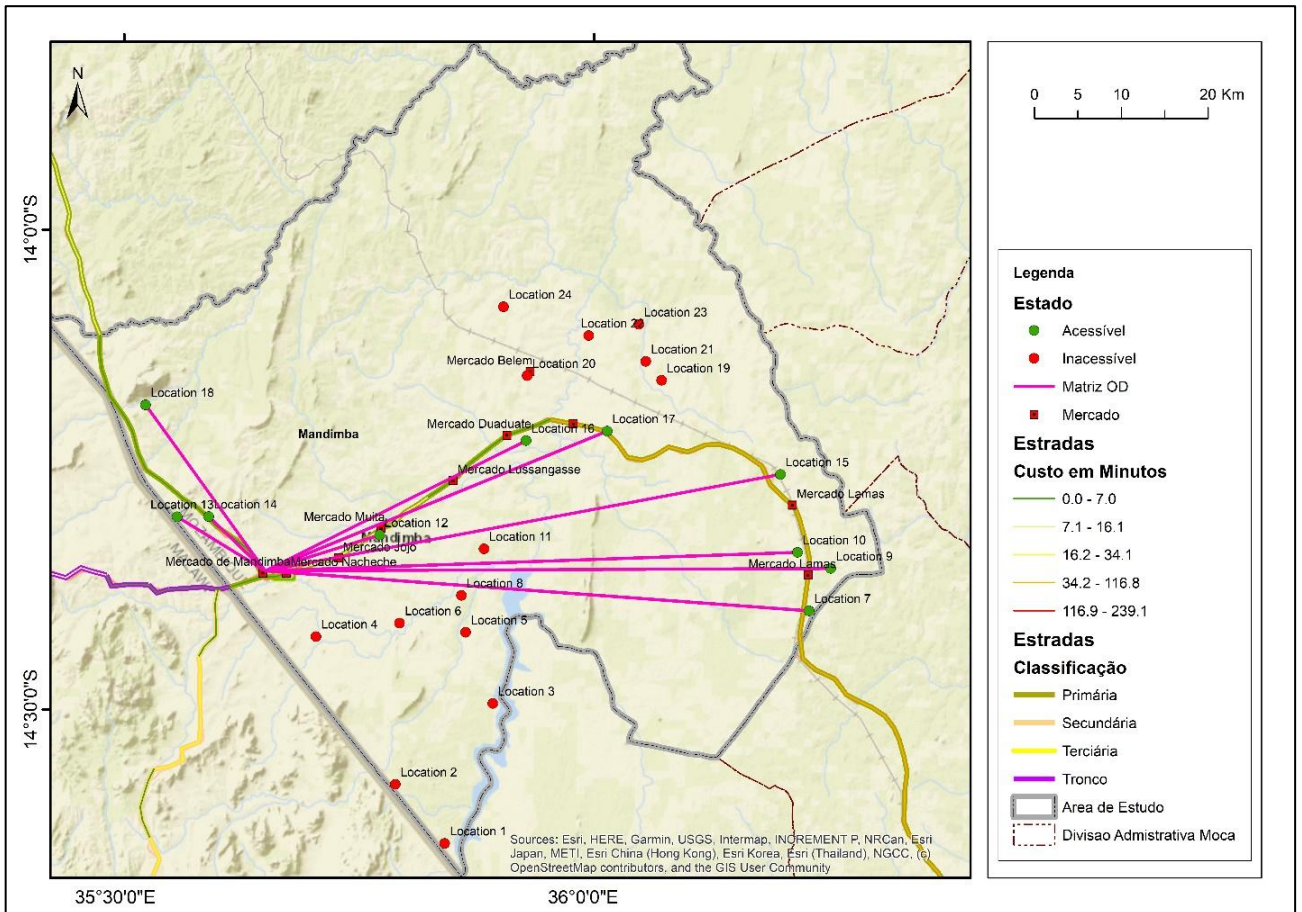 N
0 5 10 20 Km
14°0'0"S
Location 24
Location 23
Location 22
Location 21
Mercado Belem
Location 20
Location 19
Location 18
Mandimba
Mercado Duaduate
Location 17
Location 16
Mercado Lussangasse
Location 15
Mercado Lamas
Location 13
Location 14
Mercado Muita
Location 12
Mandimba
Location 11
Location 10
Mercado Jojo
Mercado de Mandimba
Mercado Nacheche
Mercado Lamas
Location 9
Location 8
Location 7
Location 6
Location 4
Location 5
Location 3
14°30'0"S
Location 2
Location 1
Sources: Esri, HERE, Garmin, USGS, Intermap, INCREMENT P, NRCan, Esri
Japan, METI, Esri China (Hong Kong), Esri Korea, Esri (Thailand), NGCC, (c)
OpenStreetMap contributors, and the GIS User Community
35°30'0"E
36°0'0"E
Legenda
Estado
Acessível
Inacessível
Matriz OD
Mercado
Estradas
Custo em Minutos
0.0 - 7.0
7.1 - 16.1
16.2 - 34.1
34.2 - 116.8
116.9 - 239.1
Estradas
Classificação
Primária
Secundária
Terciária
Tronco
Area de Estudo
Divisao Admistrativa Moca